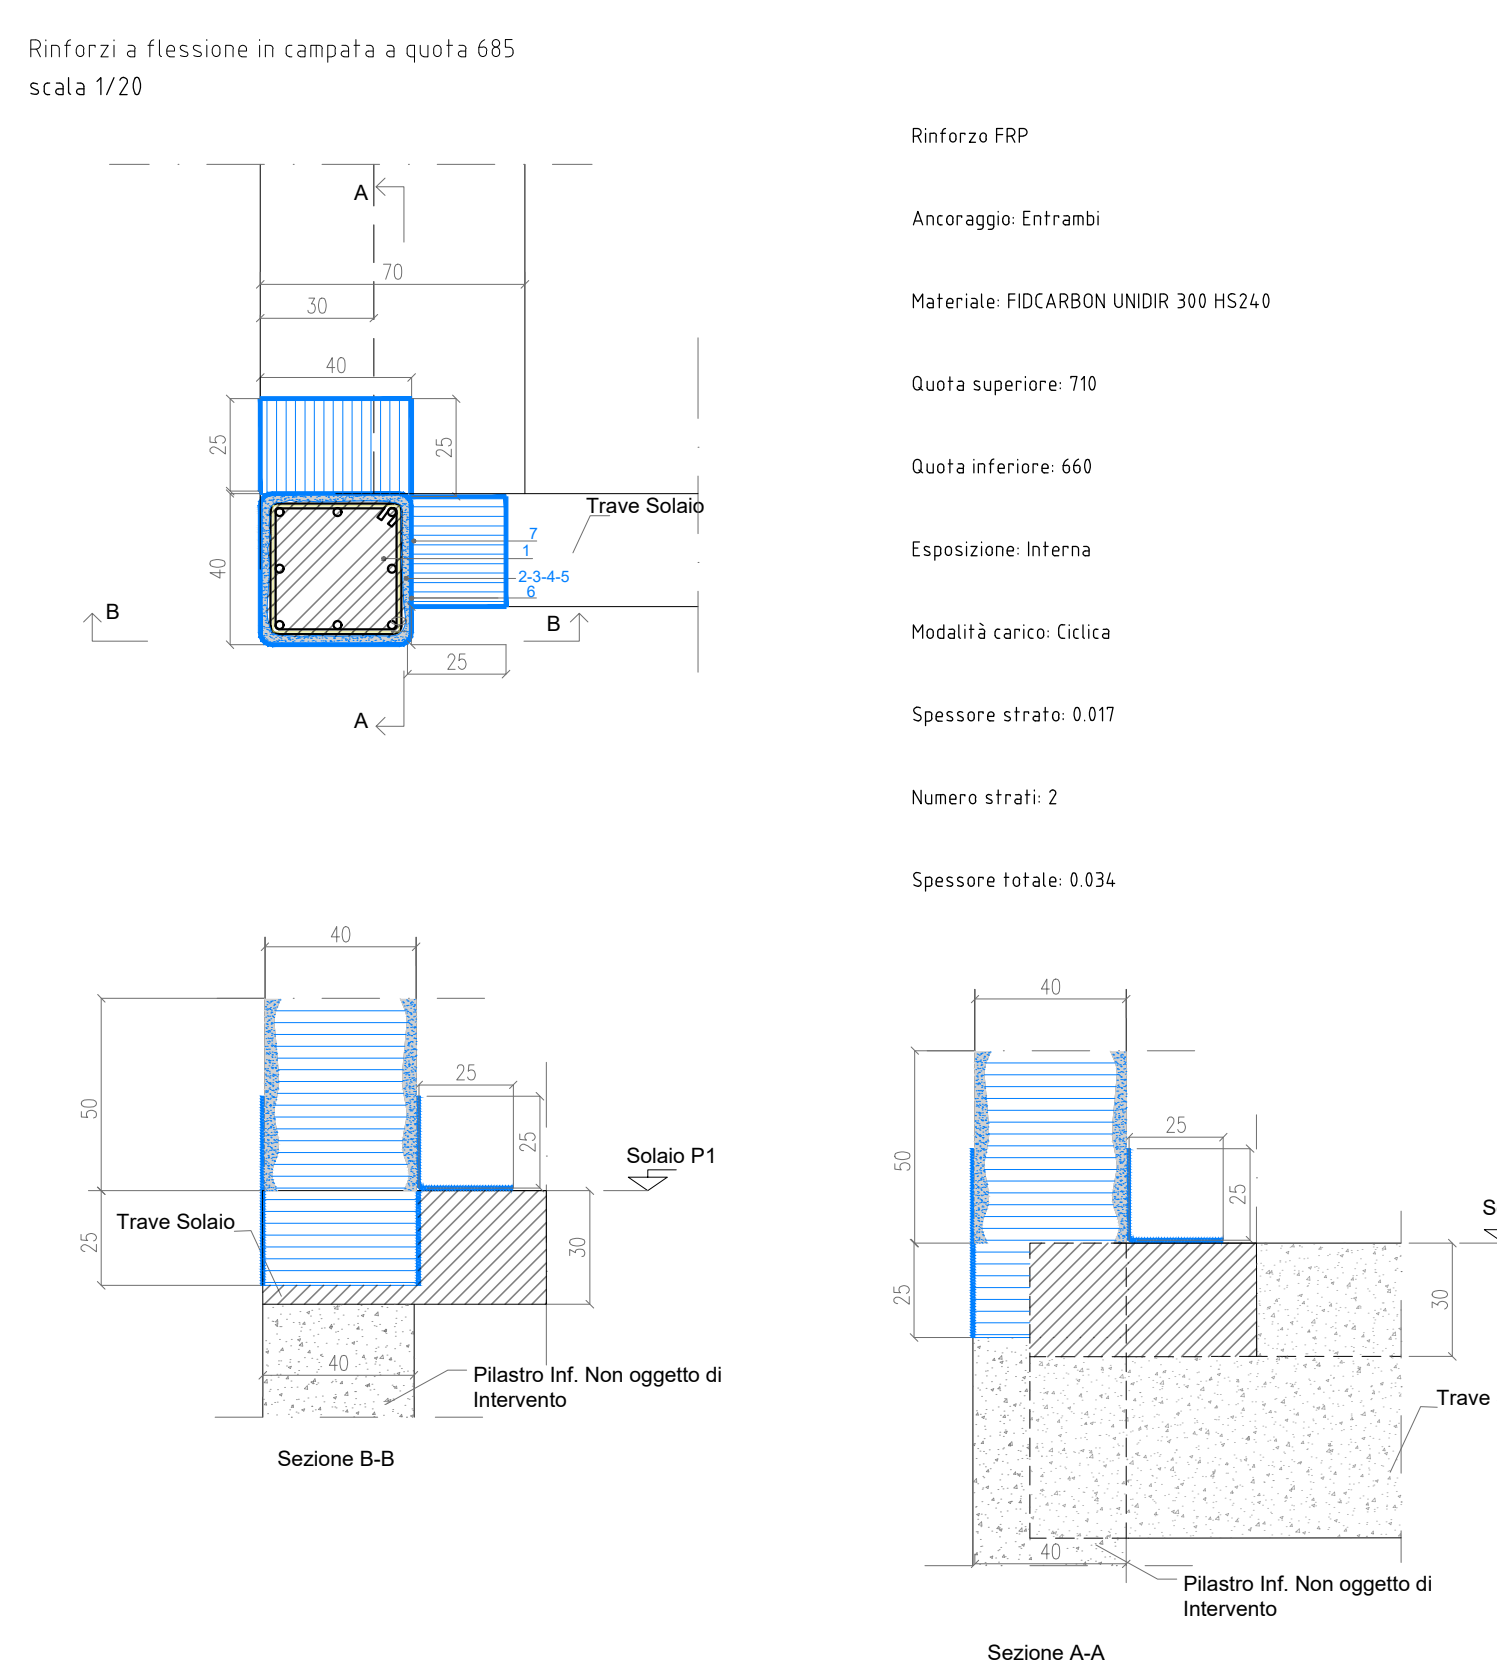 Rinforzi a flessione in campata a quota 685
scala 1/20
Rinforzo FRP
Ancoraggio: Entrambi
Materiale: FIDCARBON UNIDIR 300 HS240
Quota superiore: 710
Quota inferiore: 660
Esposizione: Interna
Modalità carico: Ciclica
Spessore strato: 0.017
Numero strati: 2
Spessore totale: 0.034
A
70
30
40
25
25
Trave Solaio
7
1
2-3-4-5
6
40
B
B
25
A
40
50
25
25
Solaio P1
Trave Solaio
25
30
40
Pilastro Inf. Non oggetto di
Intervento
Sezione B-B
40
50
25
25
S
25
30
Trave
40
Pilastro Inf. Non oggetto di
Intervento
Sezione A-A